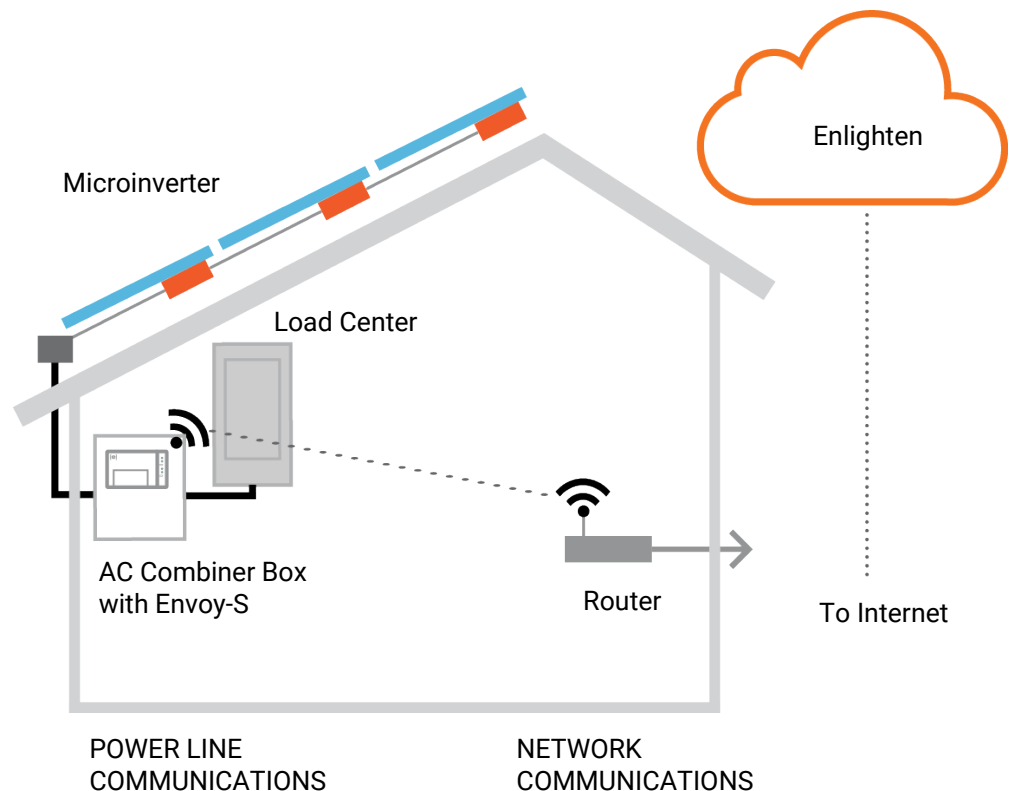 Enlighten
Microinverter
Load Center
AC Combiner Box
with Envoy-S
Router
To Internet
POWER LINE
COMMUNICATIONS
NETWORK
COMMUNICATIONS